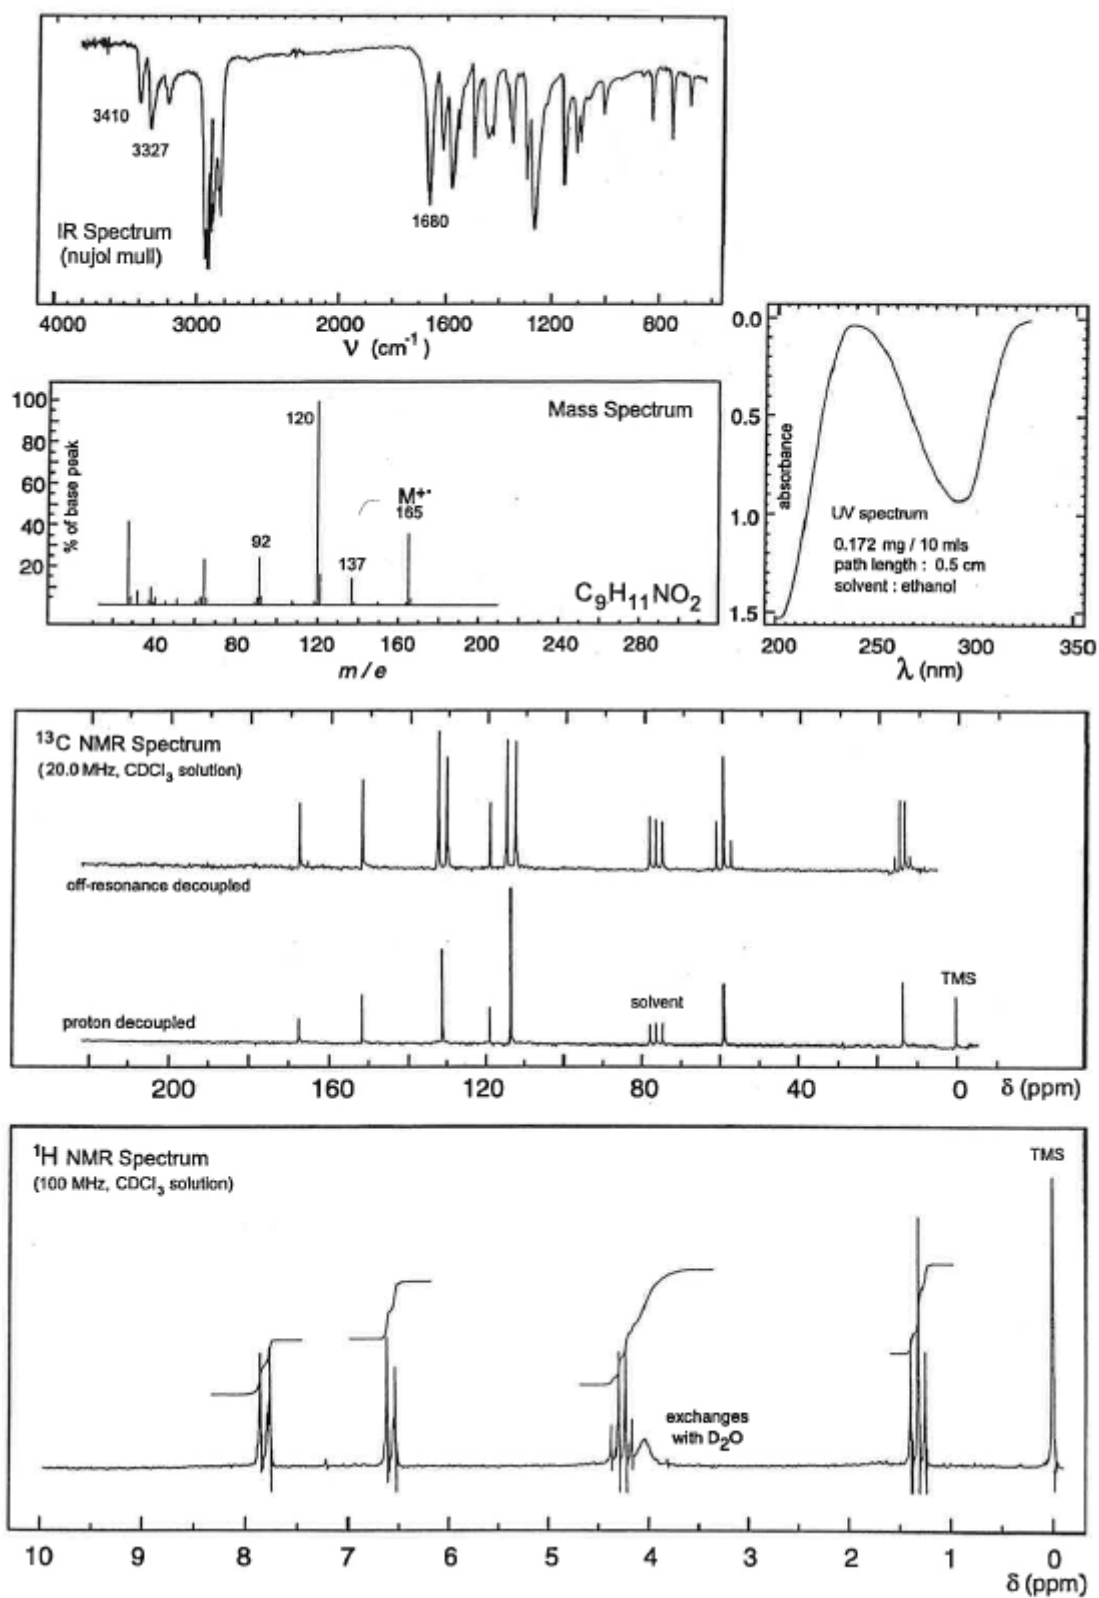 3410
3327
1680
IR Spectrum
(nujol mull)
4000 3000 2000 1600 1200 800
ν (cm-1)
100
80
60
40
20
% of base peak
120
Mass Spectrum
M+·
165
92
137
C9H11NO2
40 80 120 160 200 240 280
m / e
0.0
0.5
1.0
1.5
absorbance
UV spectrum
0.172 mg / 10 mls
path length : 0.5 cm
solvent : ethanol
200 250 300 350
λ (nm)
13C NMR Spectrum
(20.0 MHz, CDCl3 solution)
off-resonance decoupled
proton decoupled
solvent
TMS
200 160 120 80 40 0 δ (ppm)
1H NMR Spectrum
(100 MHz, CDCl3 solution)
TMS
exchanges
with D2O
10 9 8 7 6 5 4 3 2 1 0
δ (ppm)